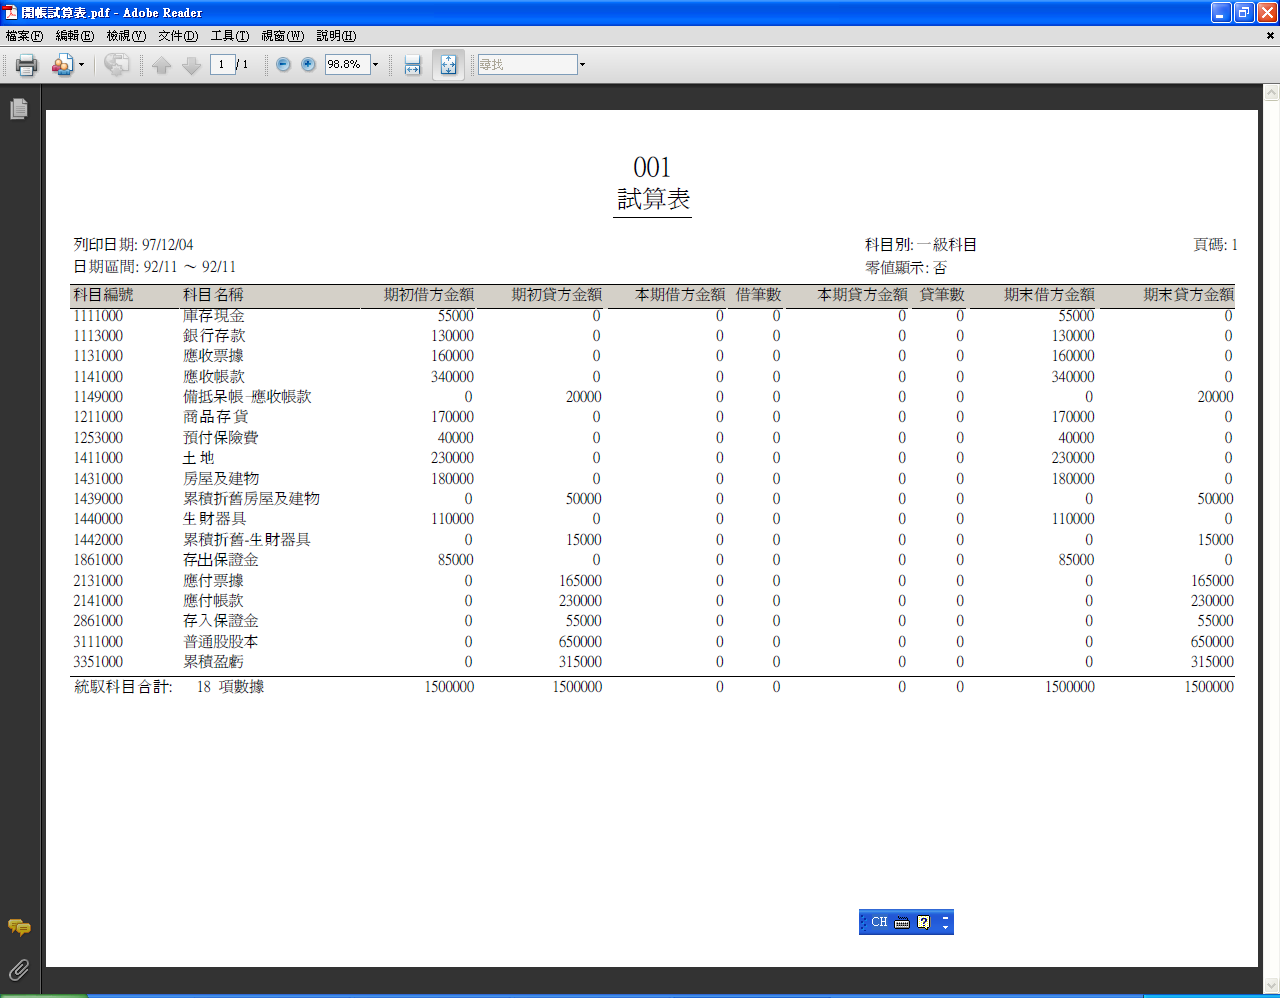 開帳試算表.pdf - Adobe Reader
檔案(F) 編輯(E) 檢視(V) 文件(D) 工具(T) 視窗(W) 說明(H)
1 / 1 98.8% 尋找
001
試算表
列印日期: 97/12/04 科目別: 一級科目 頁碼: 1
日期區間: 92/11 ～ 92/11 零值顯示: 否
科目編號 科目名稱 期初借方金額 期初貸方金額 本期借方金額 借筆數 本期貸方金額 貸筆數 期末借方金額 期末貸方金額
1111000 庫存現金 55000 0 0 0 0 0 55000 0
1113000 銀行存款 130000 0 0 0 0 0 130000 0
1131000 應收票據 160000 0 0 0 0 0 160000 0
1141000 應收帳款 340000 0 0 0 0 0 340000 0
1149000 備抵呆帳-應收帳款 0 20000 0 0 0 0 0 20000
1211000 商品存貨 170000 0 0 0 0 0 170000 0
1253000 預付保險費 40000 0 0 0 0 0 40000 0
1411000 土地 230000 0 0 0 0 0 230000 0
1431000 房屋及建物 180000 0 0 0 0 0 180000 0
1439000 累積折舊房屋及建物 0 50000 0 0 0 0 0 50000
1440000 生財器具 110000 0 0 0 0 0 110000 0
1442000 累積折舊-生財器具 0 15000 0 0 0 0 0 15000
1861000 存出保證金 85000 0 0 0 0 0 85000 0
2131000 應付票據 0 165000 0 0 0 0 0 165000
2141000 應付帳款 0 230000 0 0 0 0 0 230000
2861000 存入保證金 0 55000 0 0 0 0 0 55000
3111000 普通股股本 0 650000 0 0 0 0 0 650000
3351000 累積盈虧 0 315000 0 0 0 0 0 315000
統馭科目合計: 18 項數據 1500000 1500000 0 0 0 0 1500000 1500000
CH